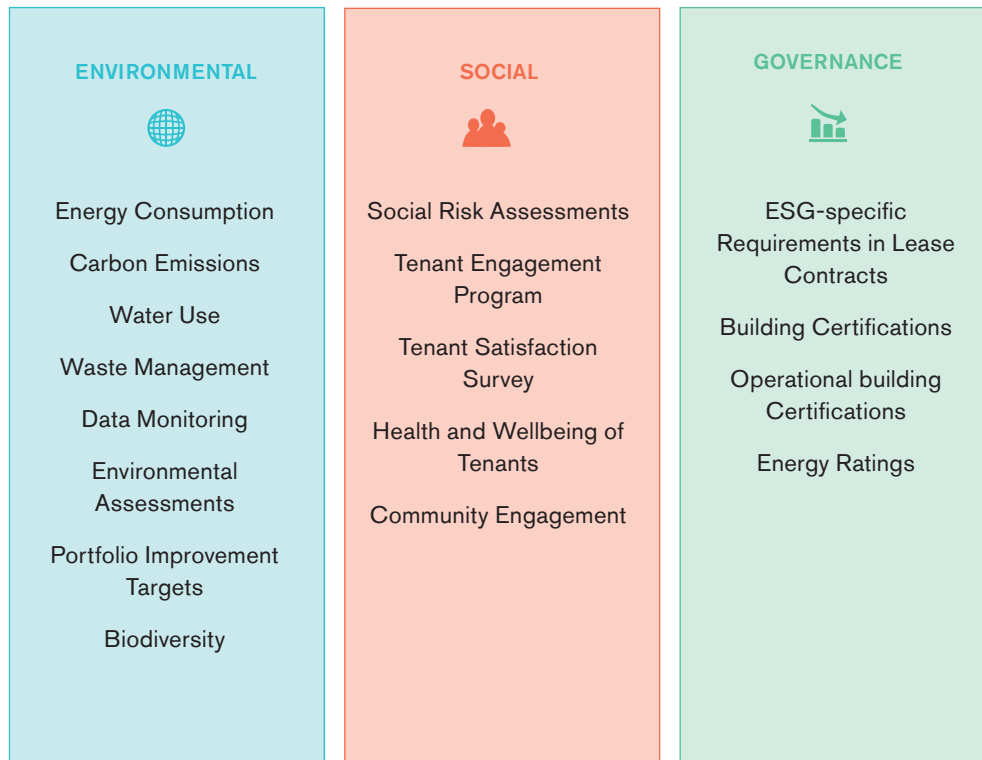 ENVIRONMENTAL
Energy Consumption
Carbon Emissions
Water Use
Waste Management
Data Monitoring
Environmental
Assessments
Portfolio Improvement
Targets
Biodiversity
SOCIAL
Social Risk Assessments
Tenant Engagement
Program
Tenant Satisfaction
Survey
Health and Wellbeing of
Tenants
Community Engagement
GOVERNANCE
ESG-specific
Requirements in Lease
Contracts
Building Certifications
Operational building
Certifications
Energy Ratings